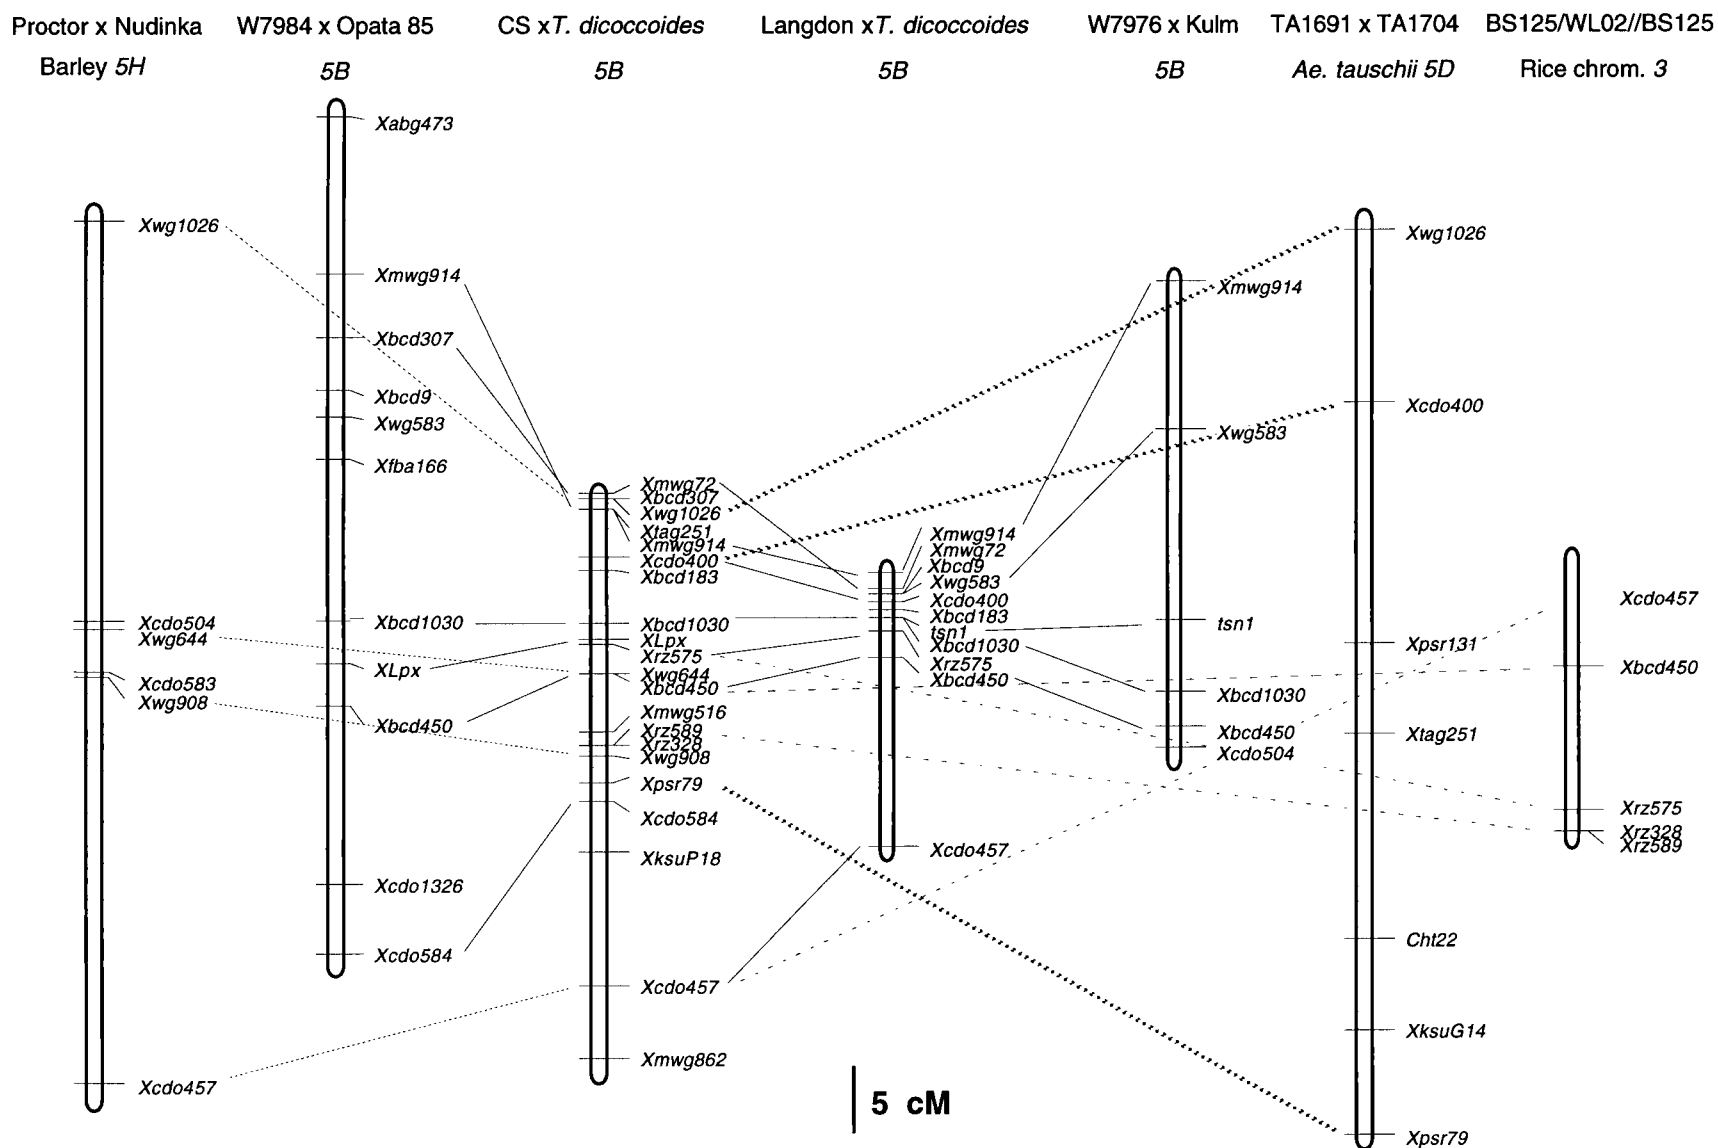 Proctor x Nudinka
Barley 5H
Xwg1026
Xcdo504
Xwg644
Xcdo583
Xwg908
Xcdo457
W7984 x Opata 85
5B
Xabg473
Xmwg914
Xbcd307
Xbcd9
Xwg583
Xfba166
Xbcd1030
XLpx
Xbcd450
Xcdo1326
Xcdo584
CS xT. dicoccoides
5B
Xmwg72
Xbcd307
Xwg1026
Xtag251
Xmwg914
Xcdo400
Xbcd183
Xbcd1030
XLpx
Xrz575
Xwg644
Xbcd450
Xmwg516
Xrz589
Xrz328
Xwg908
Xpsr79
Xcdo584
XksuP18
Xcdo457
Xmwg862
Langdon xT. dicoccoides
5B
Xmwg914
Xmwg72
Xbcd9
Xwg583
Xcdo400
Xbcd183
tsn1
Xbcd1030
Xrz575
Xbcd450
Xcdo457
W7976 x Kulm
5B
Xmwg914
Xwg583
tsn1
Xbcd1030
Xbcd450
Xcdo504
TA1691 x TA1704
Ae. tauschii 5D
Xwg1026
Xcdo400
Xpsr131
Xtag251
Cht22
XksuG14
Xpsr79
BS125/WL02//BS125
Rice chrom. 3
Xcdo457
Xbcd450
Xrz575
Xrz328
Xrz589
5 cM